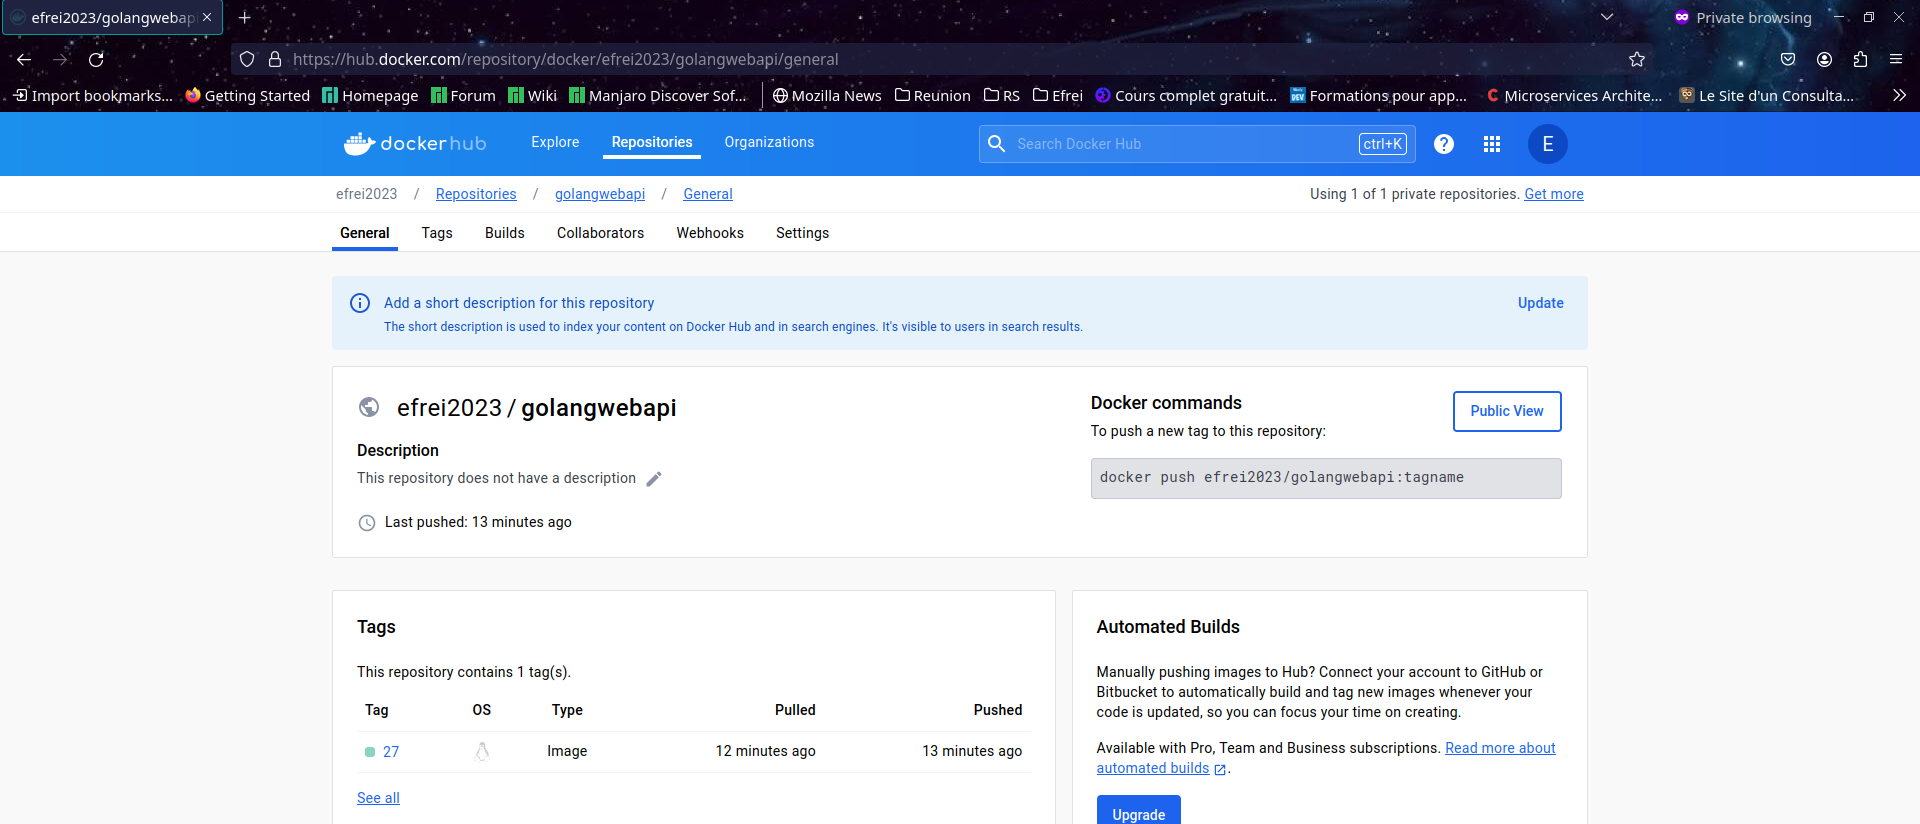 efrei2023/golangwebap
Private browsing
https://hub.docker.com/repository/docker/efrei2023/golangwebapi/general
Import bookmarks... Getting Started Homepage Forum Wiki Manjaro Discover Sof... Mozilla News Reunion RS Efrei Cours complet gratuit... Formations pour app... Microservices Archite... Le Site d'un Consulta...
dockerhub Explore Repositories Organizations Search Docker Hub ctrl+K ? E
efrei2023 / Repositories / golangwebapi / General Using 1 of 1 private repositories. Get more
General Tags Builds Collaborators Webhooks Settings
Add a short description for this repository Update
The short description is used to index your content on Docker Hub and in search engines. It's visible to users in search results.
efrei2023 / golangwebapi
Description
This repository does not have a description
Last pushed: 13 minutes ago
Docker commands
Public View
To push a new tag to this repository:
docker push efrei2023/golangwebapi:tagname
Tags
This repository contains 1 tag(s).
Tag OS Type Pulled Pushed
27 Image 12 minutes ago 13 minutes ago
See all
Automated Builds
Manually pushing images to Hub? Connect your account to GitHub or
Bitbucket to automatically build and tag new images whenever your
code is updated, so you can focus your time on creating.
Available with Pro, Team and Business subscriptions. Read more about
automated builds .
Upgrade